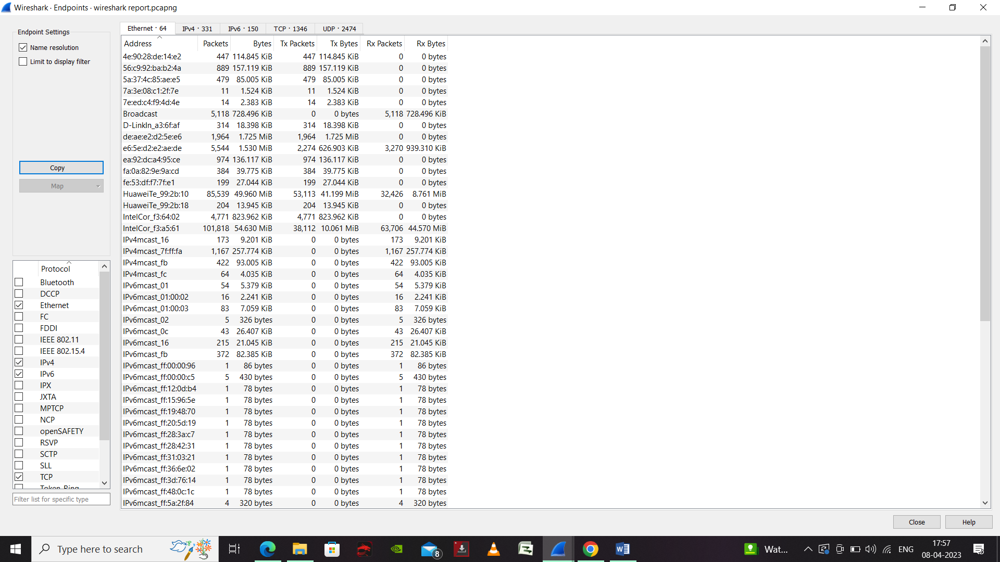 Wireshark · Endpoints · wireshark report.pcapng
Endpoint Settings
Name resolution
Limit to display filter
Copy
Map
Protocol
Bluetooth
DCCP
Ethernet
FC
FDDI
IEEE 802.11
IEEE 802.15.4
IPv4
IPv6
IPX
JXTA
MPTCP
NCP
openSAFETY
RSVP
SCTP
SLL
TCP
Token-Ring
Filter list for specific type
Ethernet · 64 IPv4 · 331 IPv6 · 150 TCP · 1346 UDP · 2474
Address Packets Bytes Tx Packets Tx Bytes Rx Packets Rx Bytes
4e:90:28:de:14:e2 447 114.845 KiB 447 114.845 KiB 0 0 bytes
56:c9:92:ba:b2:4a 889 157.119 KiB 889 157.119 KiB 0 0 bytes
5a:37:4c:85:ae:e5 479 85.005 KiB 479 85.005 KiB 0 0 bytes
7a:3e:08:c1:2f:7e 11 1.524 KiB 11 1.524 KiB 0 0 bytes
7e:ed:c4:f9:4d:4e 14 2.383 KiB 14 2.383 KiB 0 0 bytes
Broadcast 5,118 728.496 KiB 0 0 bytes 5,118 728.496 KiB
D-LinkIn_a3:6f:af 314 18.398 KiB 314 18.398 KiB 0 0 bytes
de:ae:e2:d2:5e:e6 1,964 1.725 MiB 1,964 1.725 MiB 0 0 bytes
e6:5e:d2:e2:ae:de 5,544 1.530 MiB 2,274 626.903 KiB 3,270 939.310 KiB
ea:92:dc:a4:95:ce 974 136.117 KiB 974 136.117 KiB 0 0 bytes
fa:0a:82:9e:9a:cd 384 39.775 KiB 384 39.775 KiB 0 0 bytes
fe:53:df:f7:7f:e1 199 27.044 KiB 199 27.044 KiB 0 0 bytes
HuaweiTe_99:2b:10 85,539 49.960 MiB 53,113 41.199 MiB 32,426 8.761 MiB
HuaweiTe_99:2b:18 204 13.945 KiB 204 13.945 KiB 0 0 bytes
IntelCor_f3:64:02 4,771 823.962 KiB 4,771 823.962 KiB 0 0 bytes
IntelCor_f3:a5:61 101,818 54.630 MiB 38,112 10.061 MiB 63,706 44.570 MiB
IPv4mcast_16 173 9.201 KiB 0 0 bytes 173 9.201 KiB
IPv4mcast_7f:ff:fa 1,167 257.774 KiB 0 0 bytes 1,167 257.774 KiB
IPv4mcast_fb 422 93.005 KiB 0 0 bytes 422 93.005 KiB
IPv4mcast_fc 64 4.035 KiB 0 0 bytes 64 4.035 KiB
IPv6mcast_01 54 5.379 KiB 0 0 bytes 54 5.379 KiB
IPv6mcast_01:00:02 16 2.241 KiB 0 0 bytes 16 2.241 KiB
IPv6mcast_01:00:03 83 7.059 KiB 0 0 bytes 83 7.059 KiB
IPv6mcast_02 5 326 bytes 0 0 bytes 5 326 bytes
IPv6mcast_0c 43 26.407 KiB 0 0 bytes 43 26.407 KiB
IPv6mcast_16 215 21.045 KiB 0 0 bytes 215 21.045 KiB
IPv6mcast_fb 372 82.385 KiB 0 0 bytes 372 82.385 KiB
IPv6mcast_ff:00:00:96 1 86 bytes 0 0 bytes 1 86 bytes
IPv6mcast_ff:00:00:c5 5 430 bytes 0 0 bytes 5 430 bytes
IPv6mcast_ff:12:0d:b4 1 78 bytes 0 0 bytes 1 78 bytes
IPv6mcast_ff:15:96:5e 1 78 bytes 0 0 bytes 1 78 bytes
IPv6mcast_ff:19:48:70 1 78 bytes 0 0 bytes 1 78 bytes
IPv6mcast_ff:20:5d:19 1 78 bytes 0 0 bytes 1 78 bytes
IPv6mcast_ff:28:3a:c7 1 78 bytes 0 0 bytes 1 78 bytes
IPv6mcast_ff:28:42:31 1 78 bytes 0 0 bytes 1 78 bytes
IPv6mcast_ff:31:03:21 1 78 bytes 0 0 bytes 1 78 bytes
IPv6mcast_ff:36:6e:02 1 78 bytes 0 0 bytes 1 78 bytes
IPv6mcast_ff:3d:76:14 1 78 bytes 0 0 bytes 1 78 bytes
IPv6mcast_ff:48:0c:1c 1 78 bytes 0 0 bytes 1 78 bytes
IPv6mcast_ff:5a:2f:84 4 320 bytes 0 0 bytes 4 320 bytes
Close Help
Type here to search
8
Wat...
ENG
17:57
08-04-2023